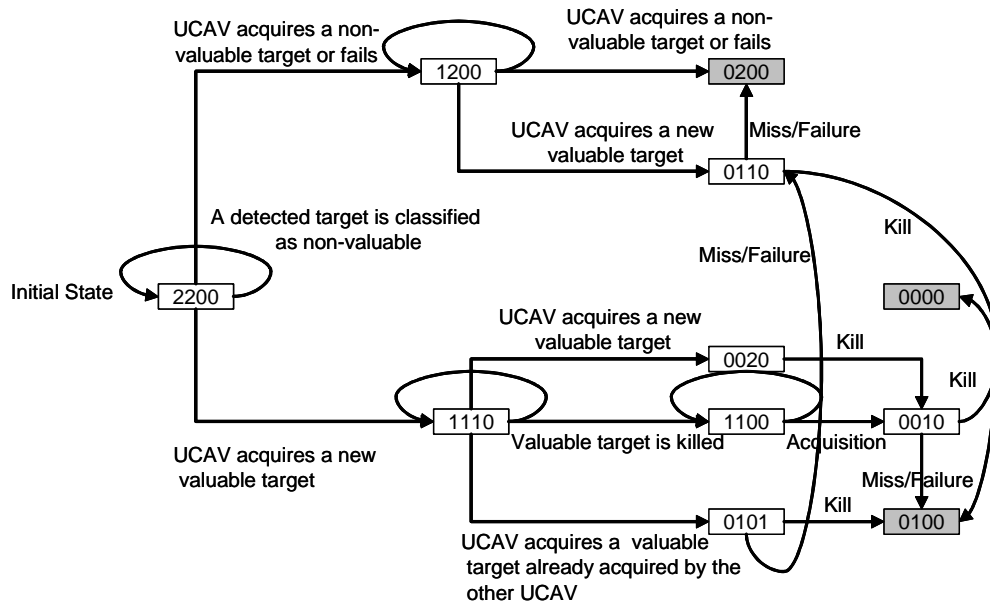 UCAV acquires a non-
valuable target or fails
UCAV acquires a non-
valuable target or fails
1200
0200
UCAV acquires a new
valuable target
Miss/Failure
0110
A detected target is classified
as non-valuable
Miss/Failure
Kill
Initial State
2200
0000
UCAV acquires a new
valuable target
0020
Kill
Kill
1110
Valuable target is killed
1100
Acquisition
0010
UCAV acquires a new
valuable target
Miss/Failure
0101
Kill
0100
UCAV acquires a valuable
target already acquired by the
other UCAV